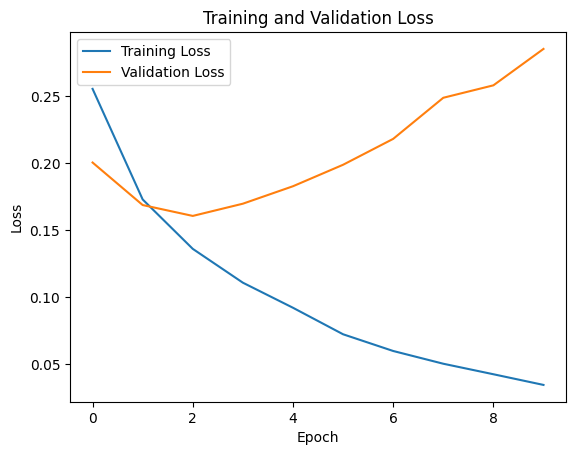 Training and Validation Loss
Training Loss
Validation Loss
0.25
0.20
0.15
0.10
0.05
Loss
0 2 4 6 8
Epoch